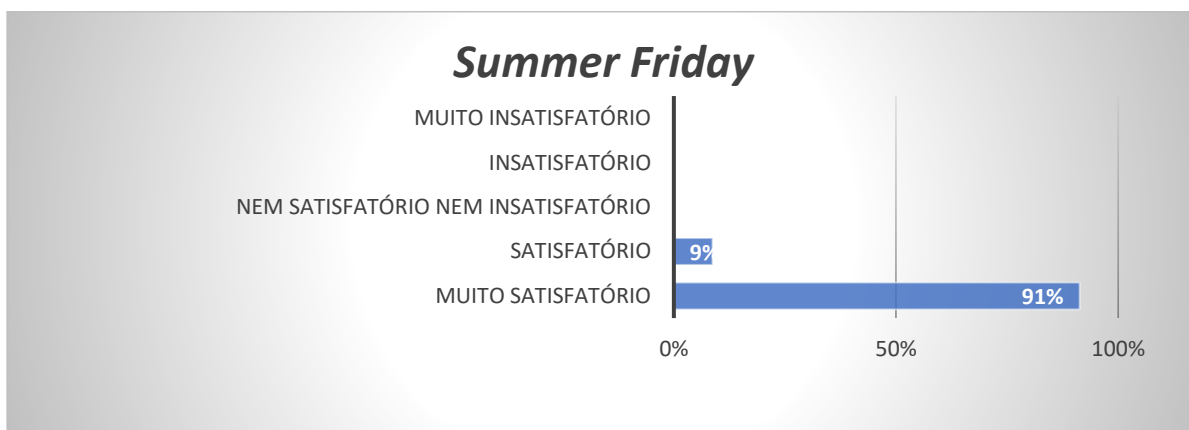 Summer Friday
MUITO INSATISFATÓRIO
INSATISFATÓRIO
NEM SATISFATÓRIO NEM INSATISFATÓRIO
SATISFATÓRIO
9%
MUITO SATISFATÓRIO
91%
0% 50% 100%